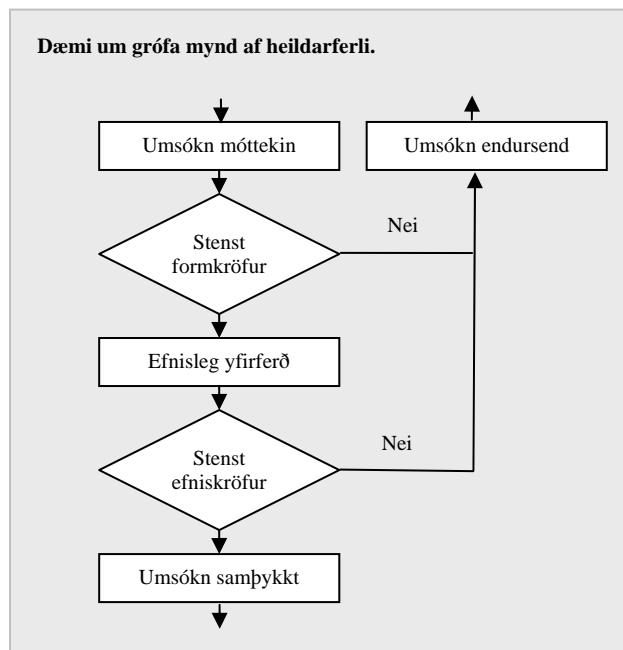 Dæmi um grófa mynd af heildarferli.
Umsókn móttekin
Umsókn endursend
Stenst
formkröfur
Nei
Efnisleg yfirferð
Stenst
efniskröfur
Nei
Umsókn samþykkt